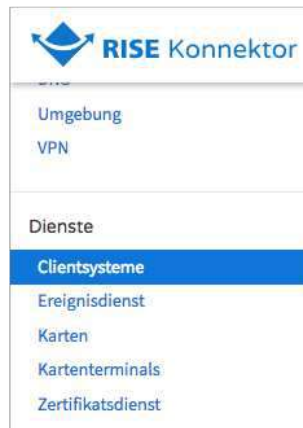 RISE Konnektor
Umgebung
VPN
Dienste
Clientsysteme
Ereignisdienst
Karten
Kartenterminals
Zertifikatsdienst